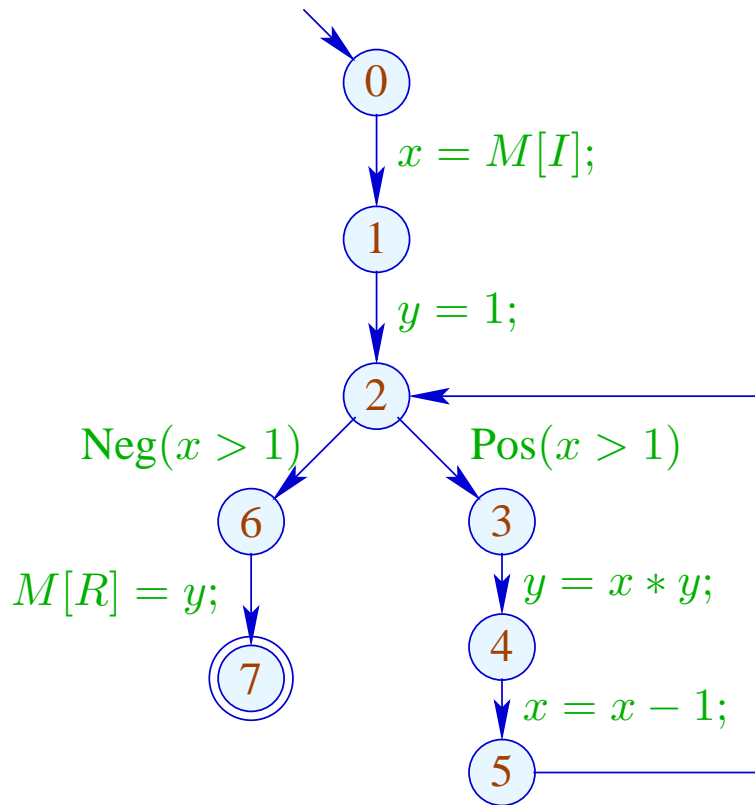 0
x = M[I];
1
y = 1;
2
Neg(x > 1)
Pos(x > 1)
6
3
M[R] = y;
y = x ∗ y;
7
4
x = x − 1;
5